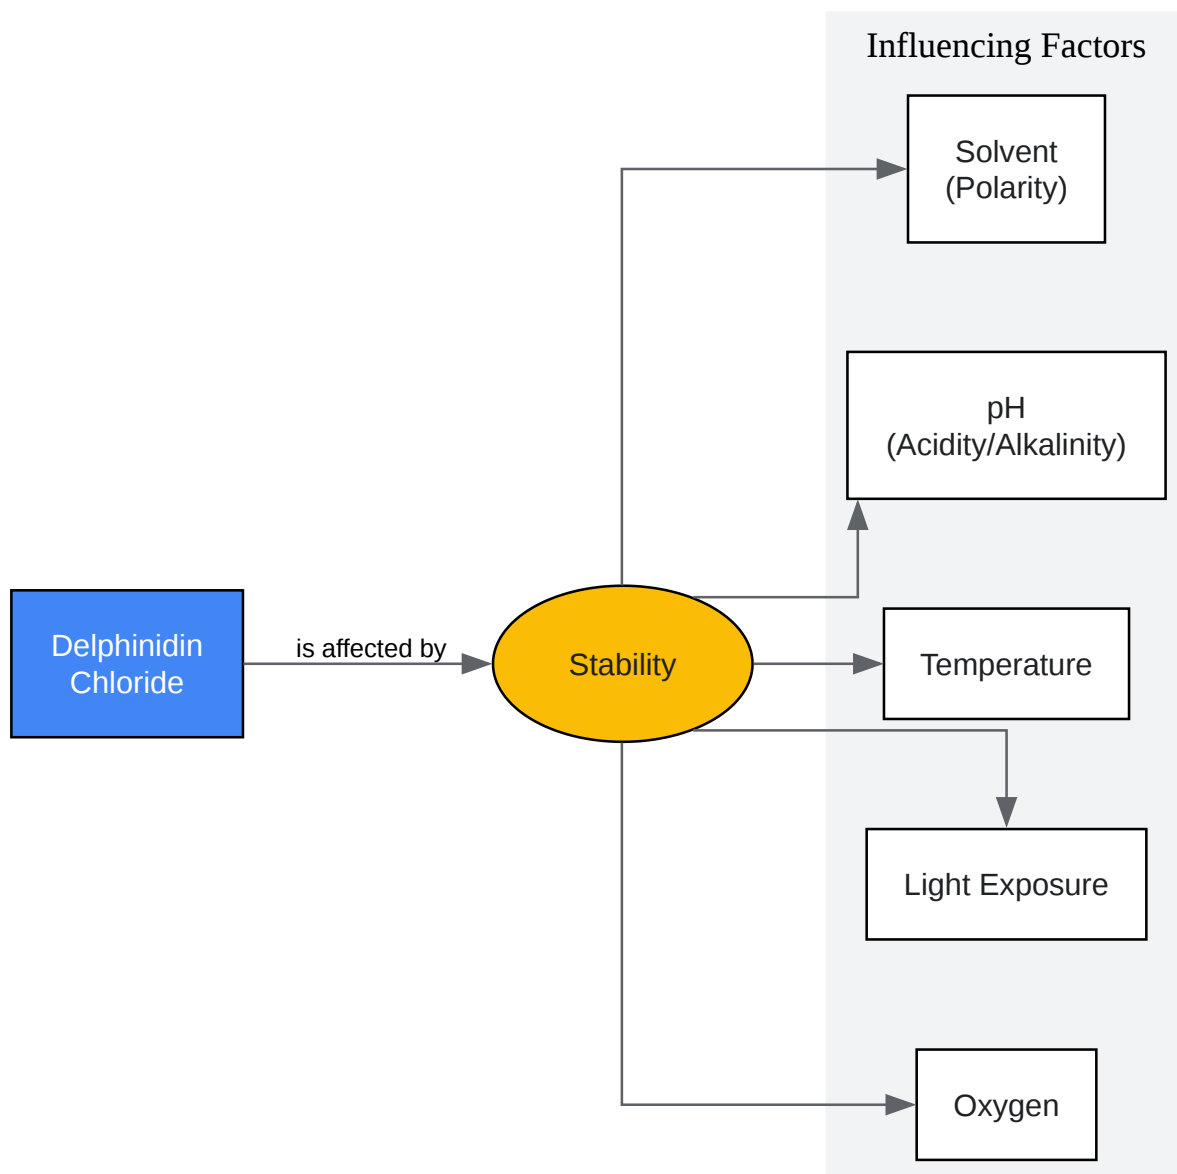 Influencing Factors
Solvent
(Polarity)
pH
(Acidity/Alkalinity)
Delphinidin
Chloride
is affected by
Stability
Temperature
Light Exposure
Oxygen